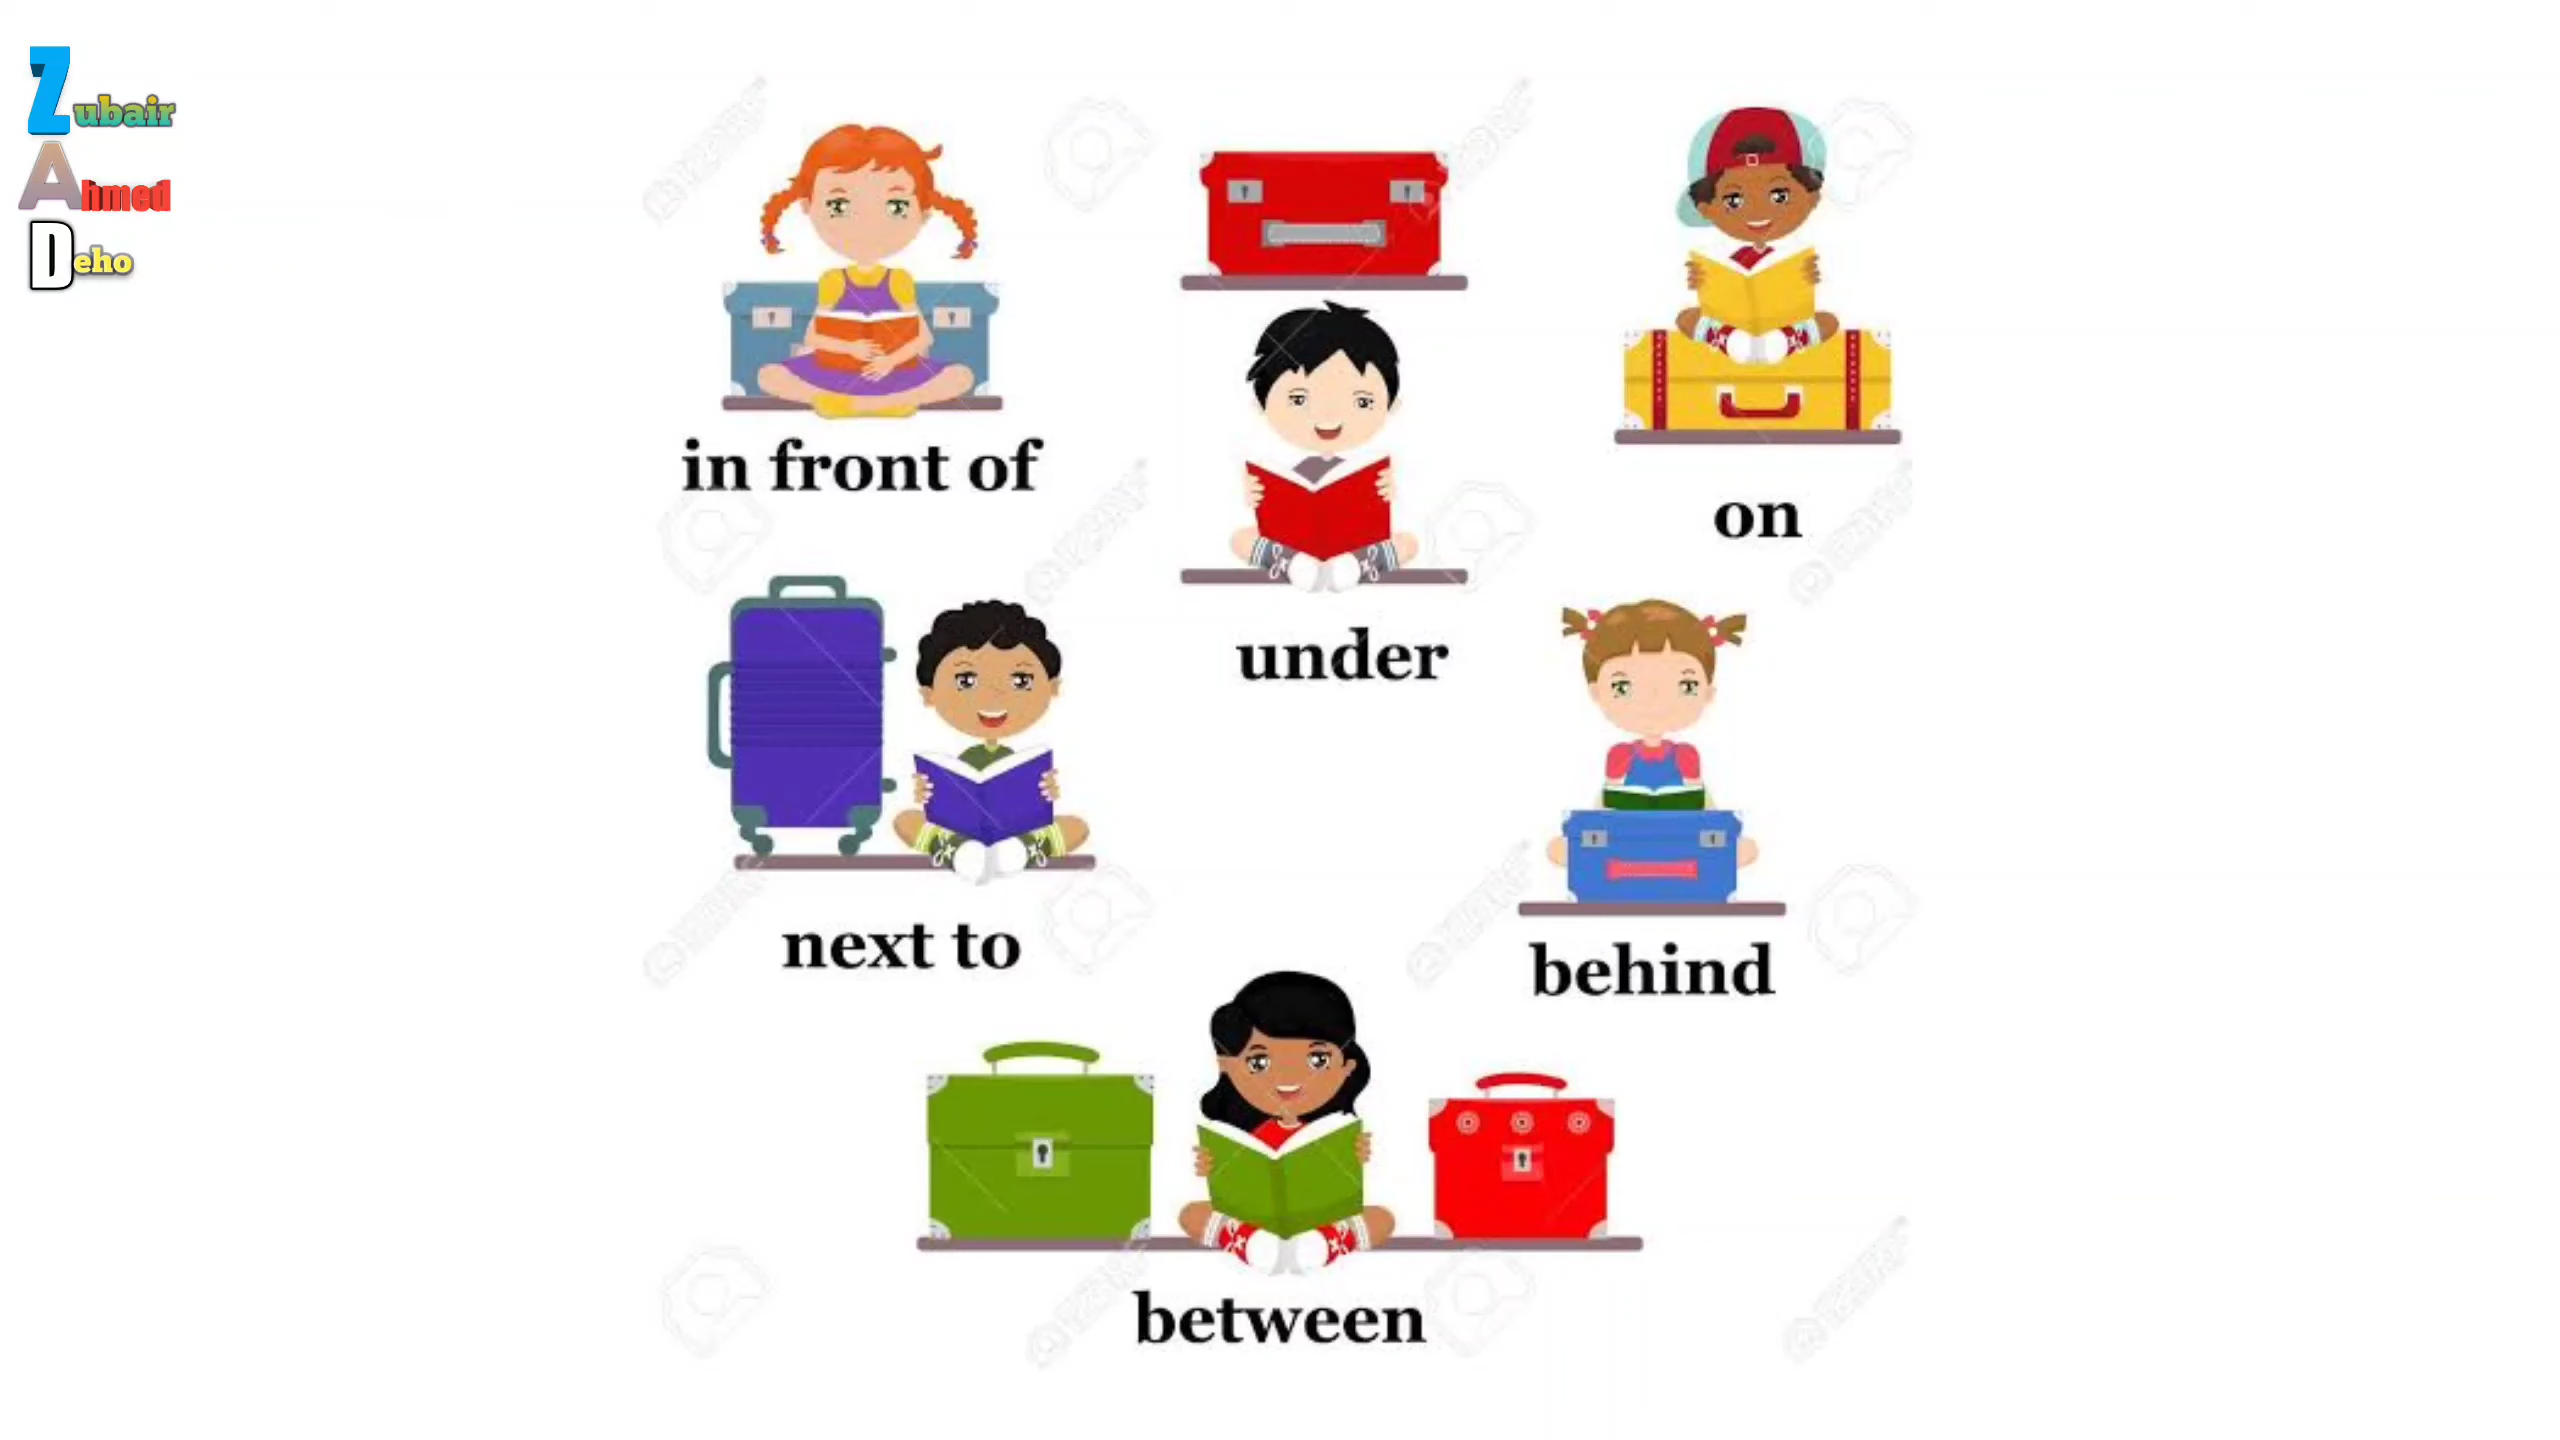 Zubair
Ahmed
Deho
in front of
on
under
next to
behind
between